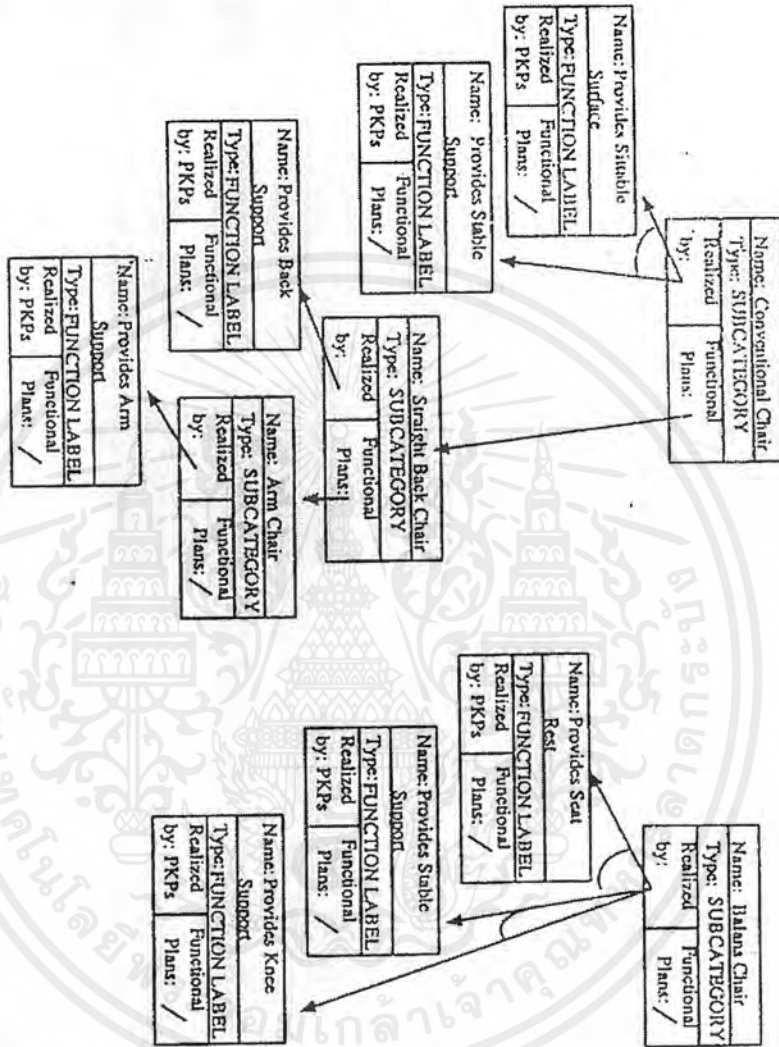 Name: Conventional Chair
Type: SUBCATEGORY
Realized
by:
Functional
Plans:
Name: Provides Sittable
Surface
Type: FUNCTION LABEL
Realized
by: PKPs
Functional
Plans: /
Name: Provides Stable
Support
Type: FUNCTION LABEL
Realized
by: PKPs
Functional
Plans: /
Name: Straight Back Chair
Type: SUBCATEGORY
Realized
by:
Functional
Plans:
Name: Provides Back
Support
Type: FUNCTION LABEL
Realized
by: PKPs
Functional
Plans: /
Name: Arm Chair
Type: SUBCATEGORY
Realized
by:
Functional
Plans: /
Name: Provides Arm
Support
Type: FUNCTION LABEL
Realized
by: PKPs
Functional
Plans: /
Name: Balans Chair
Type: SUBCATEGORY
Realized
by:
Functional
Plans: /
Name: Provides Seat
Rest
Type: FUNCTION LABEL
Realized
by: PKPs
Functional
Plans: /
Name: Provides Stable
Support
Type: FUNCTION LABEL
Realized
by: PKPs
Functional
Plans: /
Name: Provides Knee
Support
Type: FUNCTION LABEL
Realized
by: PKPs
Functional
Plans: /